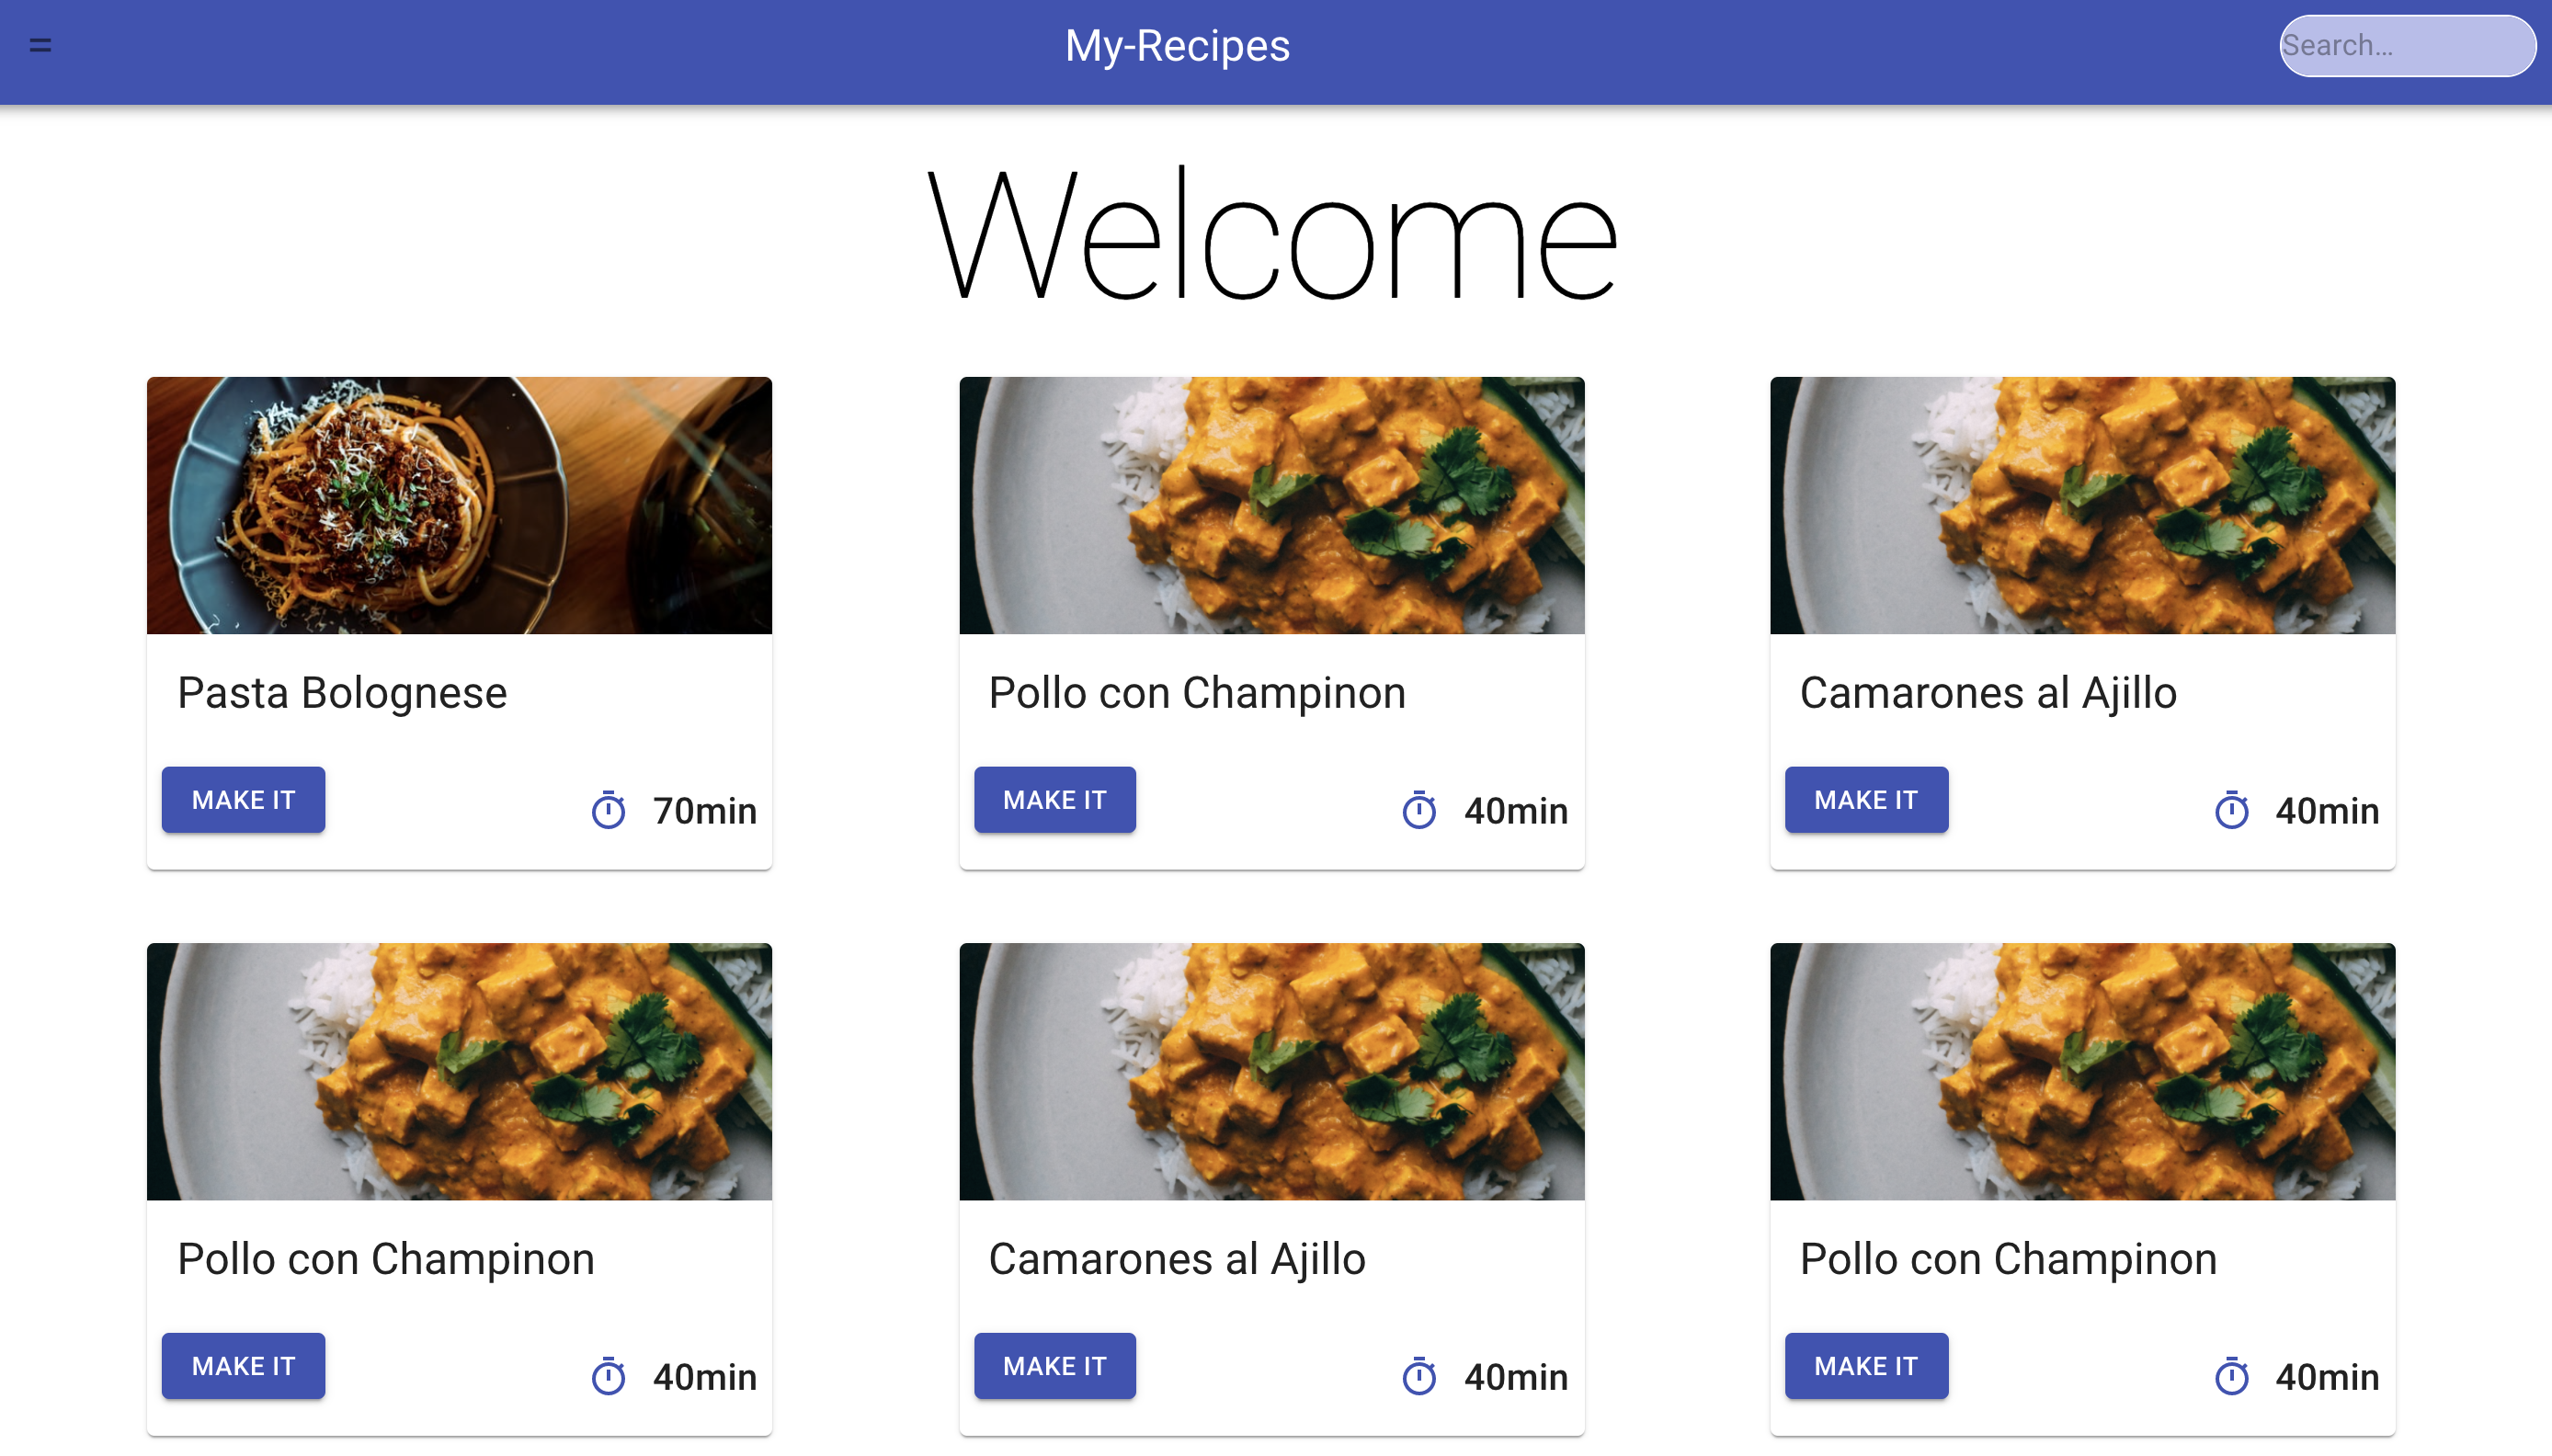 My-Recipes
Search...
Welcome
Pasta Bolognese
MAKE IT
70min
Pollo con Champinon
MAKE IT
40min
Camarones al Ajillo
MAKE IT
40min
Pollo con Champinon
MAKE IT
40min
Camarones al Ajillo
MAKE IT
40min
Pollo con Champinon
MAKE IT
40min